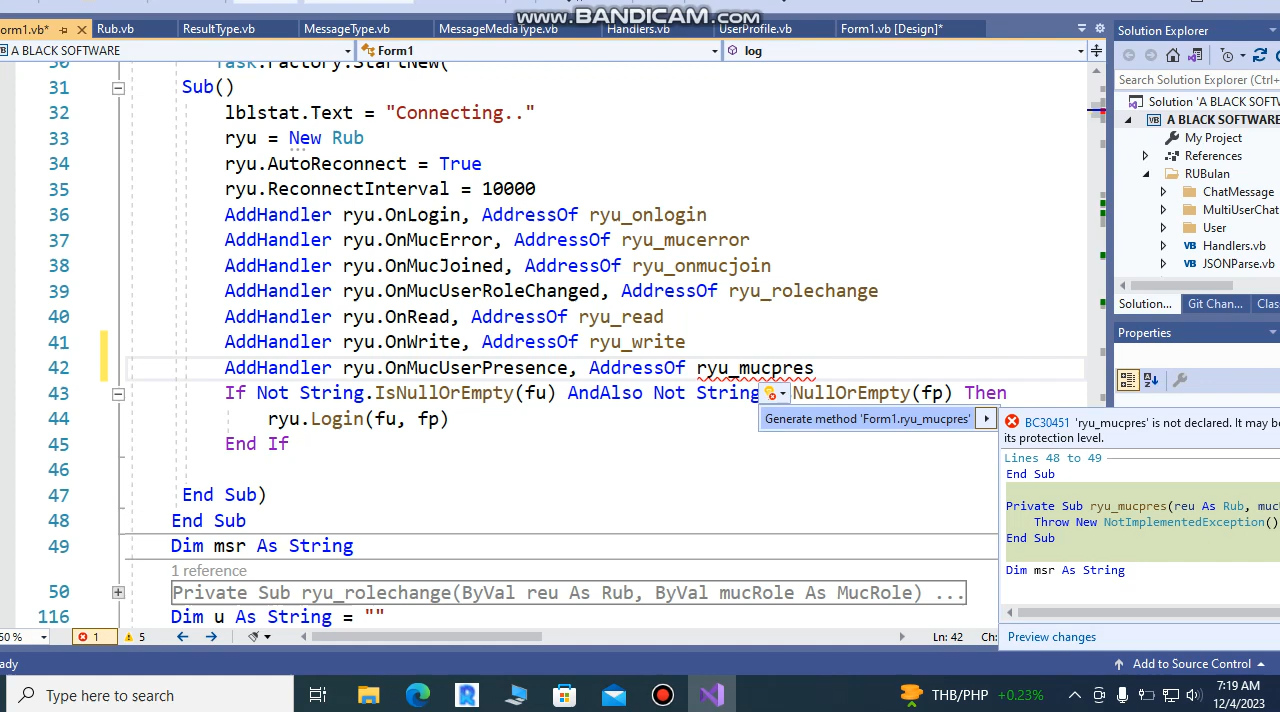 www.BANDICAM.com
orm1.vb*
Rub.vb
ResultType.vb
MessageType.vb
MessageMediaType.vb
Handlers.vb
UserProfile.vb
Form1.vb [Design]*
A BLACK SOFTWARE
Form1
log
Task.Factory.StartNew(
31 Sub()
32 lblstat.Text = "Connecting.."
33 ryu = New Rub
34 ryu.AutoReconnect = True
35 ryu.ReconnectInterval = 10000
36 AddHandler ryu.OnLogin, AddressOf ryu_onlogin
37 AddHandler ryu.OnMucError, AddressOf ryu_mucerror
38 AddHandler ryu.OnMucJoined, AddressOf ryu_onmucjoin
39 AddHandler ryu.OnMucUserRoleChanged, AddressOf ryu_rolechange
40 AddHandler ryu.OnRead, AddressOf ryu_read
41 AddHandler ryu.OnWrite, AddressOf ryu_write
42 AddHandler ryu.OnMucUserPresence, AddressOf ryu_mucpres
43 If Not String.IsNullOrEmpty(fu) AndAlso Not String NullOrEmpty(fp) Then
44 ryu.Login(fu, fp)
45 End If
46
47 End Sub)
48 End Sub
49 Dim msr As String
1 reference
50 Private Sub ryu_rolechange(ByVal reu As Rub, ByVal mucRole As MucRole) ...
116 Dim u As String = ""
Generate method 'Form1.ryu_mucpres'
BC30451 'ryu_mucpres' is not declared. It may be
its protection level.
Lines 48 to 49
End Sub
Private Sub ryu_mucpres(reu As Rub, muc
Throw New NotImplementedException()
End Sub
Dim msr As String
Preview changes
Solution Explorer
Search Solution Explorer (Ctrl+
Solution 'A BLACK SOFTW
A BLACK SOFTWARE
My Project
References
RUBulan
ChatMessage
MultiUserChat
User
Handlers.vb
JSONParse.vb
Solution...
Git Chan...
Clas
Properties
50 %
1
5
Ln: 42
Ch:
ady
Add to Source Control
Type here to search
THB/PHP +0.23%
7:19 AM
12/4/2023